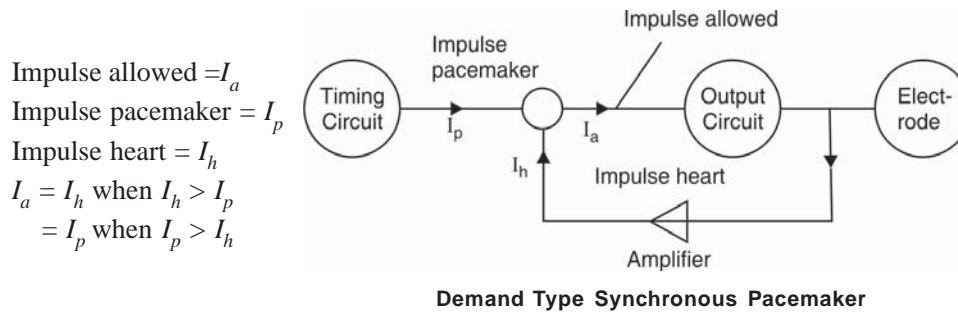 Impulse allowed =I_a
Impulse pacemaker = I_p
Impulse heart = I_h
I_a = I_h when I_h > I_p
= I_p when I_p > I_h
Impulse allowed
Impulse
pacemaker
Timing
Circuit
I_p
I_a
Output
Circuit
Elect-
rode
I_h
Impulse heart
Amplifier
Demand Type Synchronous Pacemaker